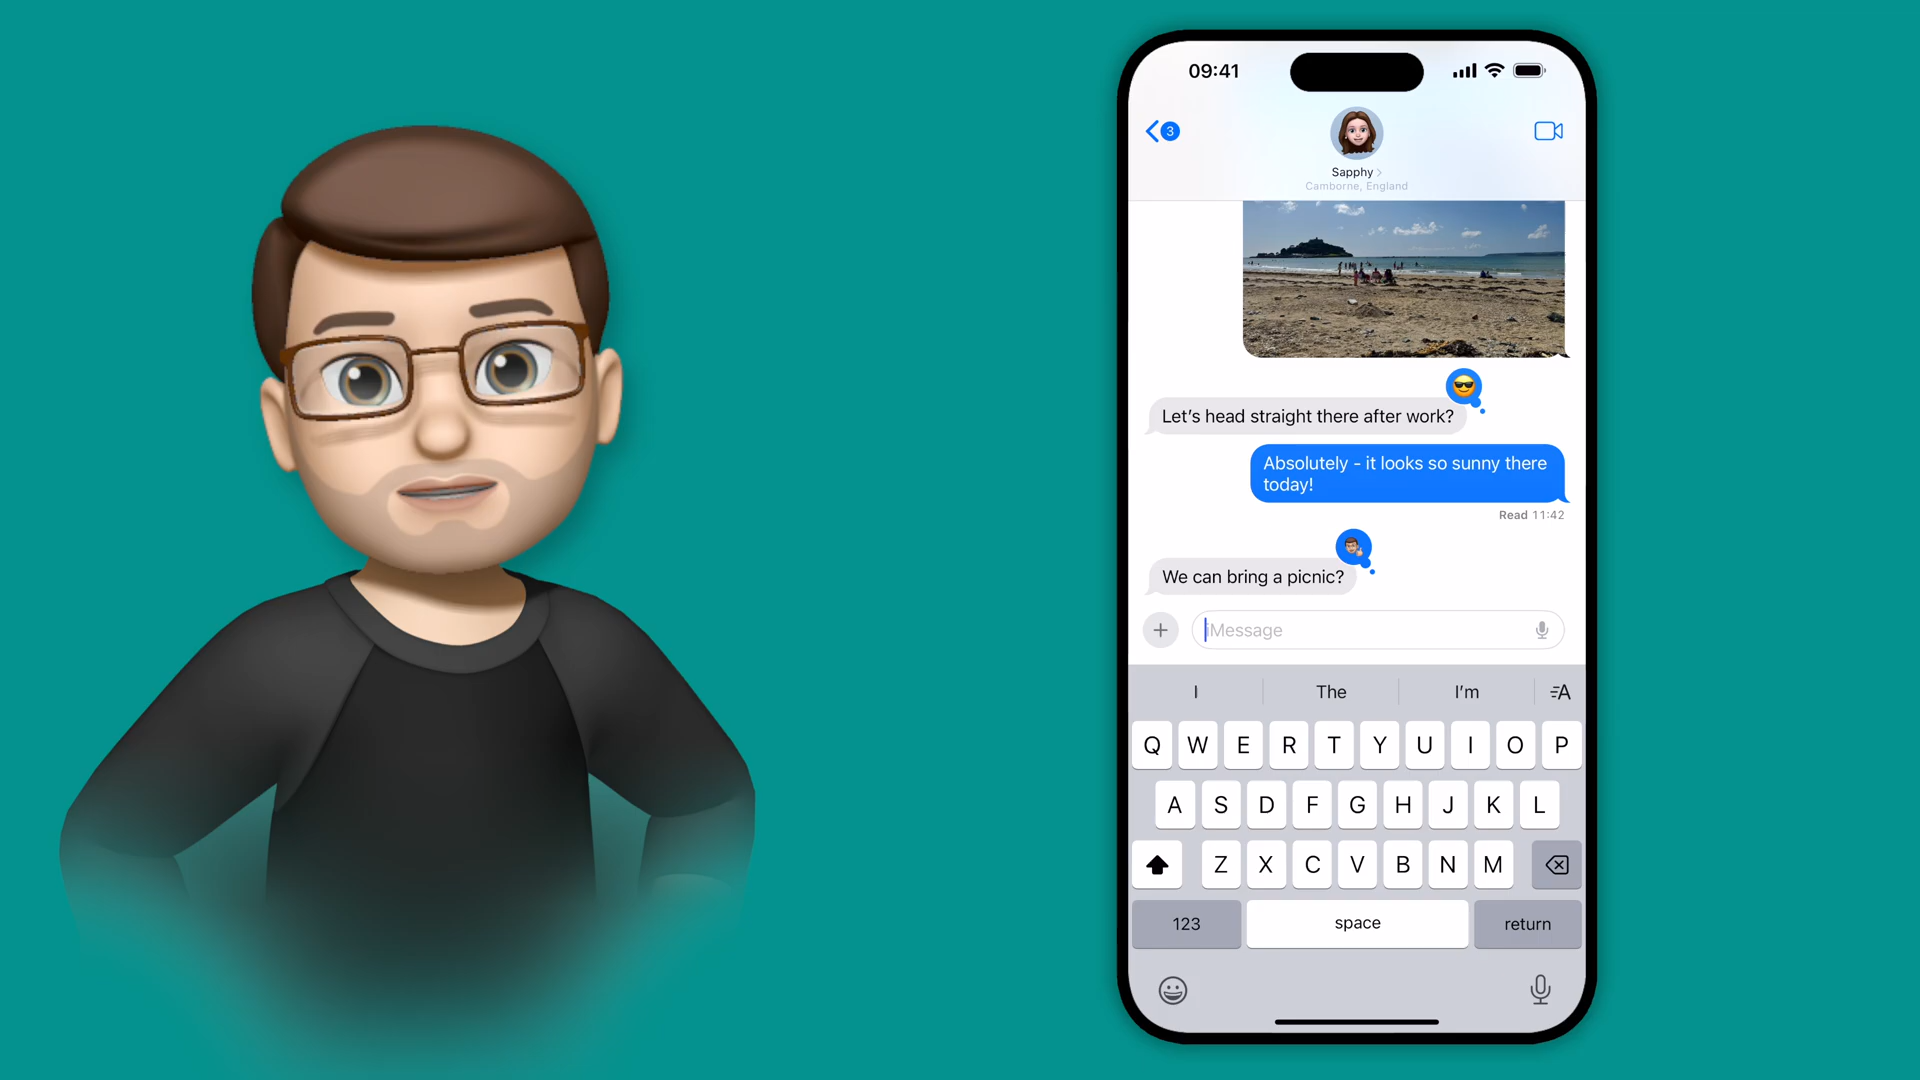 09:41
3
Sapphy
Camborne, England
Let’s head straight there after work?
Absolutely - it looks so sunny there
today!
Read 11:42
We can bring a picnic?
iMessage
I The I’m
Q W E R T Y U I O P
A S D F G H J K L
Z X C V B N M
123 space return